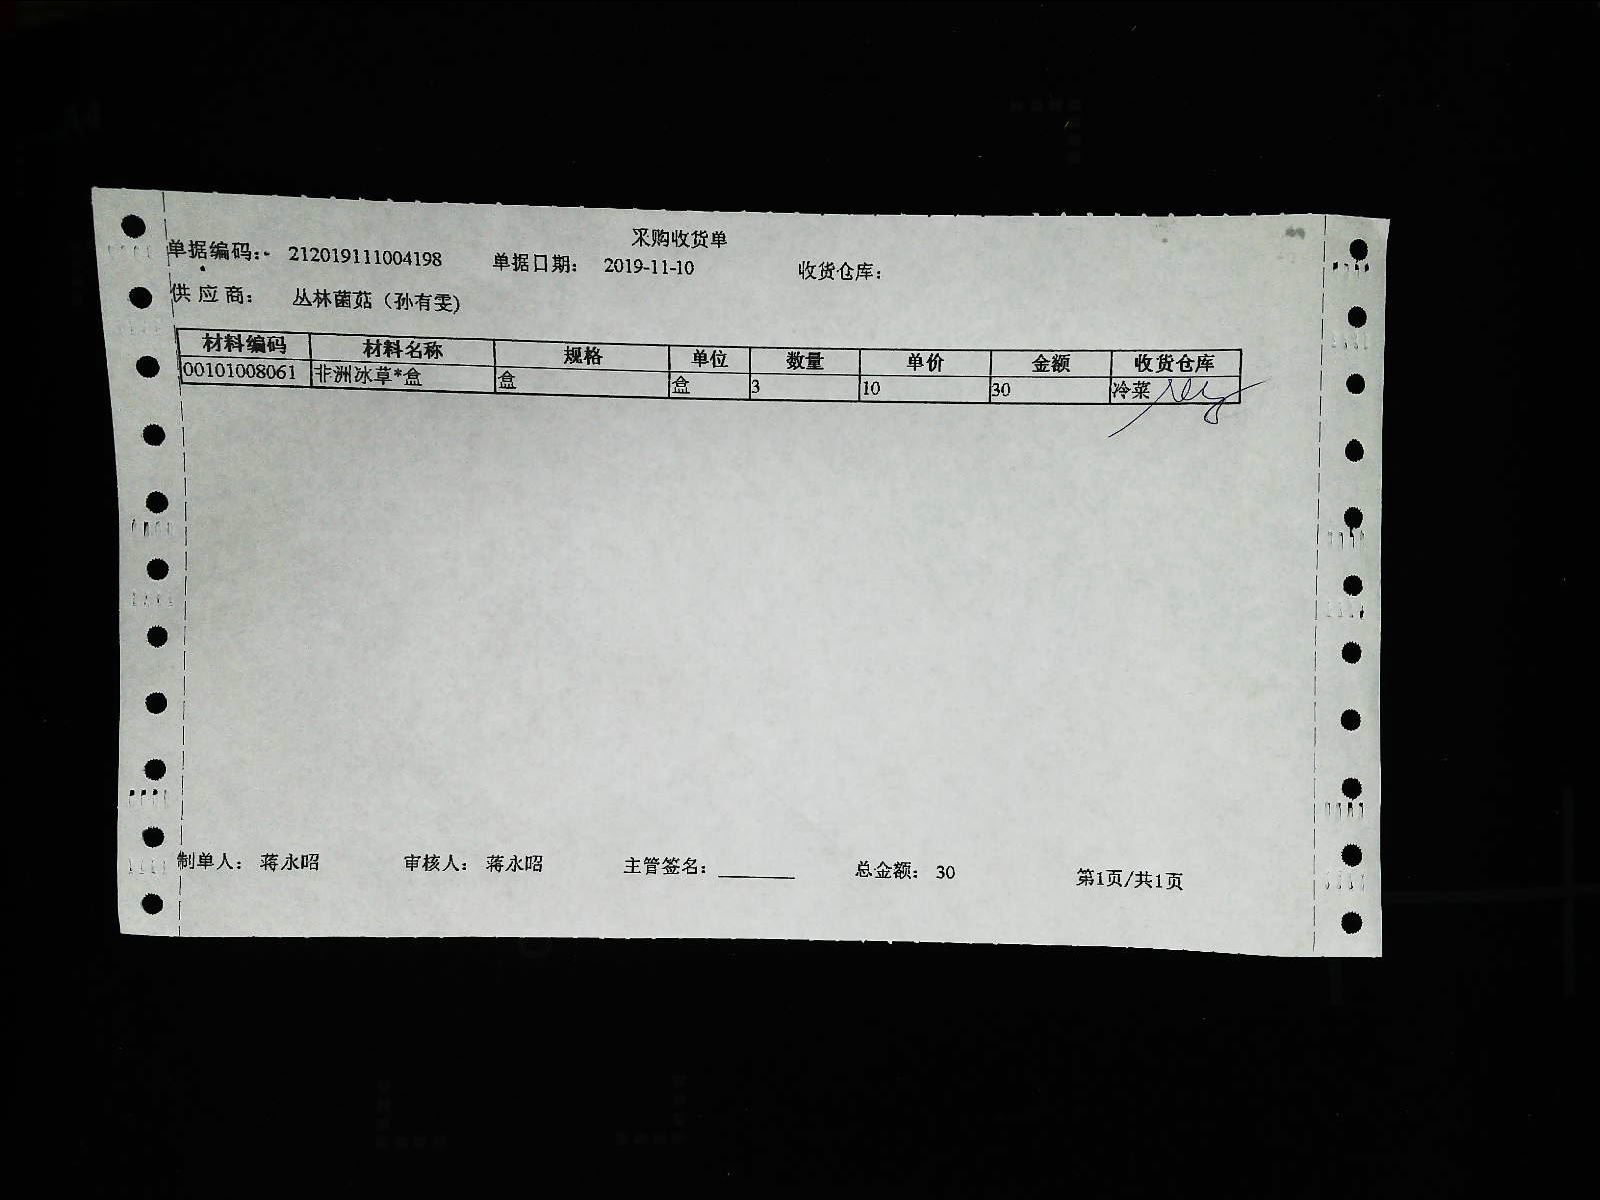 采购收货单
单据编码： 212019111004198 单据日期： 2019-11-10 收货仓库：
供应商： 丛林菌菇（孙有雯)
材料编码 材料名称 规格 单位 数量 单价 金额 收货仓库
00101008061 非洲冰草*盒 盒 盒 3 10 30 冷菜
制单人： 蒋永昭 审核人： 蒋永昭 主管签名：________ 总金额： 30 第1页/共1页